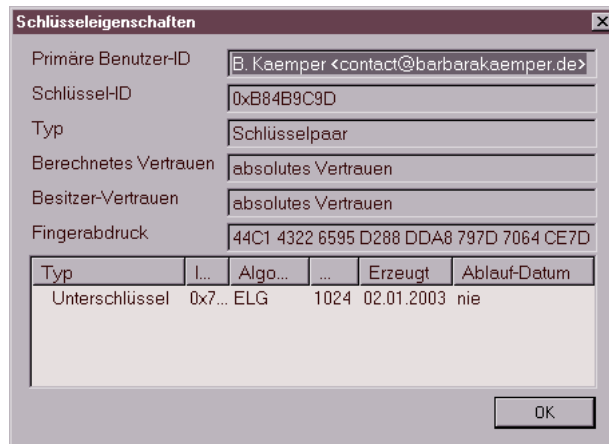 Schlüsseleigenschaften
Primäre Benutzer-ID B. Kaemper <contact@barbarakaemper.de>
Schlüssel-ID 0xB84B9C9D
Typ Schlüsselpaar
Berechnetes Vertrauen absolutes Vertrauen
Besitzer-Vertrauen absolutes Vertrauen
Fingerabdruck 44C1 4322 6595 D288 DDA8 797D 7064 CE7D
Typ I... Algo... ... Erzeugt Ablauf-Datum
Unterschlüssel 0x7... ELG 1024 02.01.2003 nie
OK